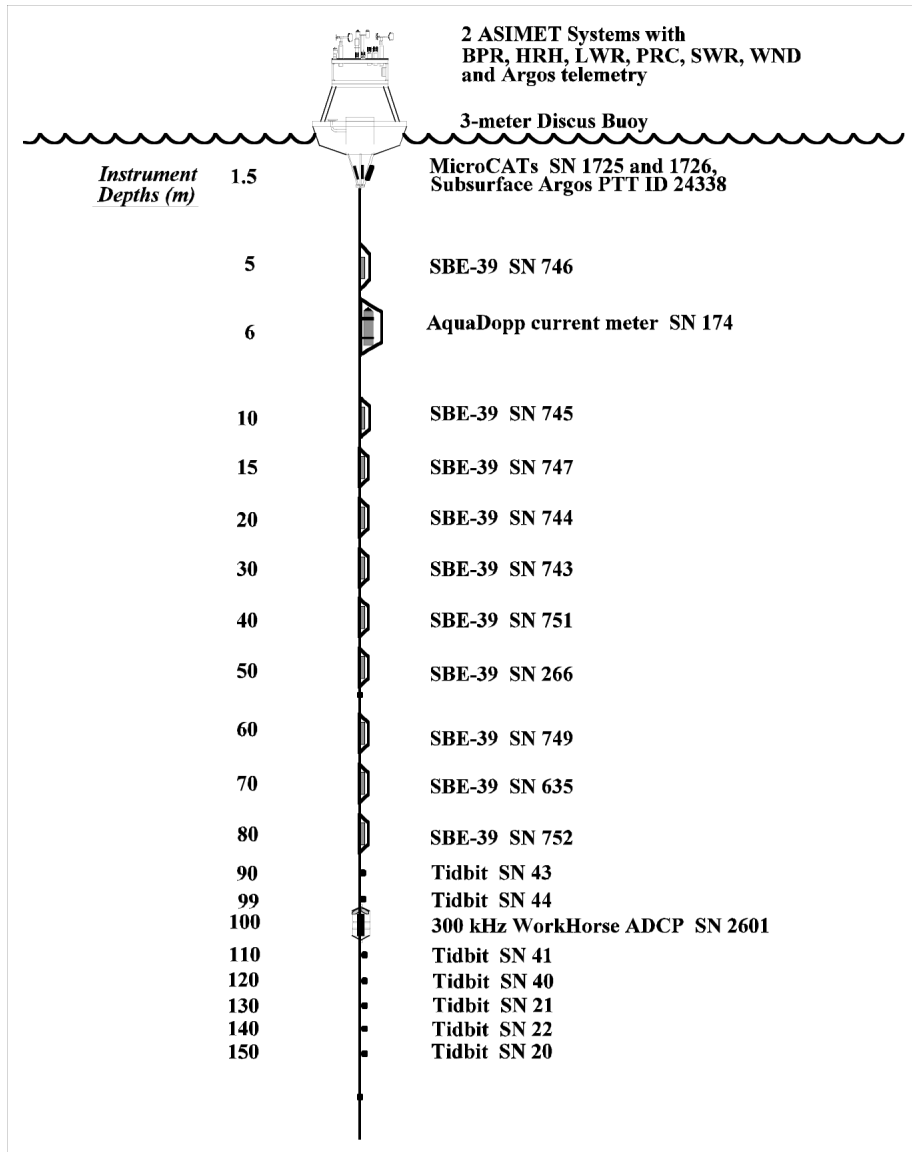 2 ASIMET Systems with
BPR, HRH, LWR, PRC, SWR, WND
and Argos telemetry
3-meter Discus Buoy
Instrument
Depths (m)
1.5 MicroCATs SN 1725 and 1726,
Subsurface Argos PTT ID 24338
5 SBE-39 SN 746
6 AquaDopp current meter SN 174
10 SBE-39 SN 745
15 SBE-39 SN 747
20 SBE-39 SN 744
30 SBE-39 SN 743
40 SBE-39 SN 751
50 SBE-39 SN 266
60 SBE-39 SN 749
70 SBE-39 SN 635
80 SBE-39 SN 752
90 Tidbit SN 43
99 Tidbit SN 44
100 300 kHz WorkHorse ADCP SN 2601
110 Tidbit SN 41
120 Tidbit SN 40
130 Tidbit SN 21
140 Tidbit SN 22
150 Tidbit SN 20